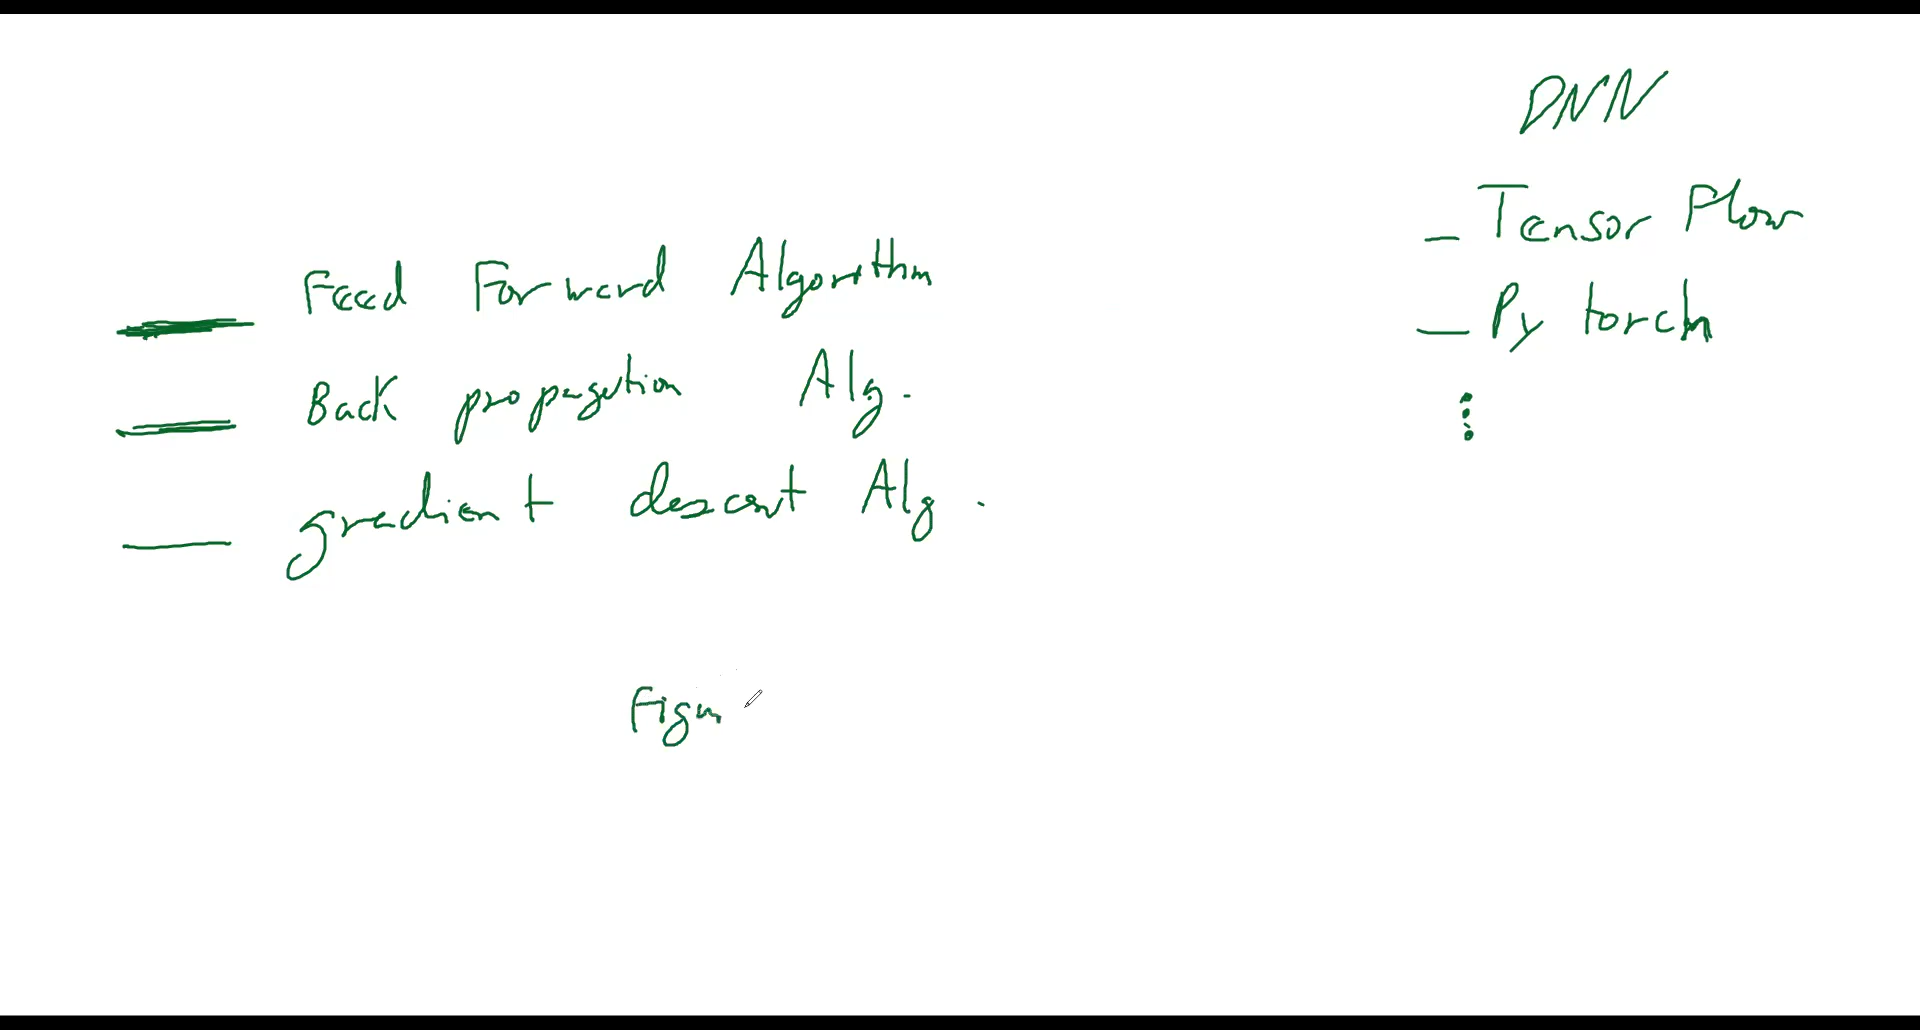 Feed Forward Algorithm
Back propagation Alg.
gradient descent Alg.
Figu
DNN
- Tensor Flow
- Py torch